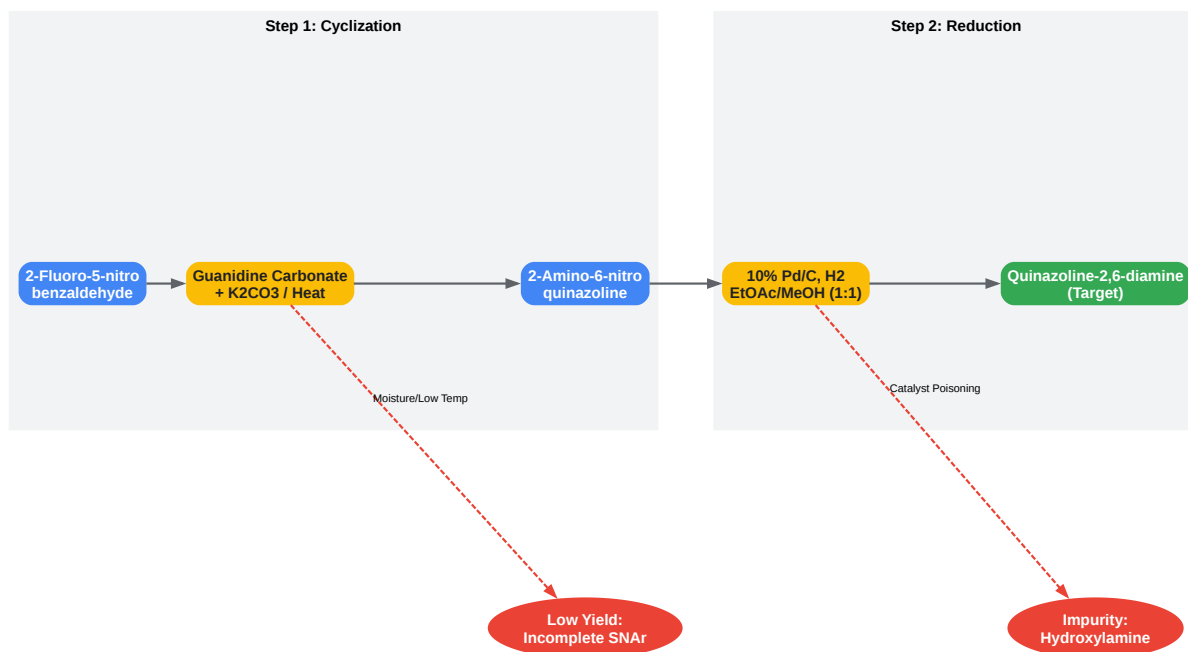 Step 1: Cyclization
Step 2: Reduction
2-Fluoro-5-nitro
benzaldehyde
Guanidine Carbonate
+ K2CO3 / Heat
2-Amino-6-nitro
quinazoline
10% Pd/C, H2
EtOAc/MeOH (1:1)
Quinazoline-2,6-diamine
(Target)
Moisture/Low Temp
Catalyst Poisoning
Low Yield:
Incomplete SNAr
Impurity:
Hydroxylamine